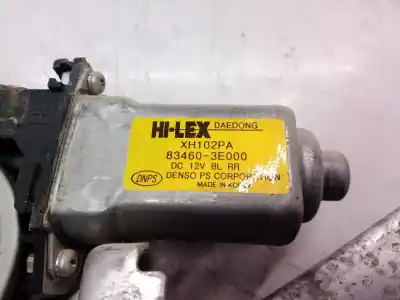 HI-LEX DAEDONG
XH102PA
83460-3E000
DC 12V BL RR
DNPS DENSO PS CORPORATION
MADE IN KOREA